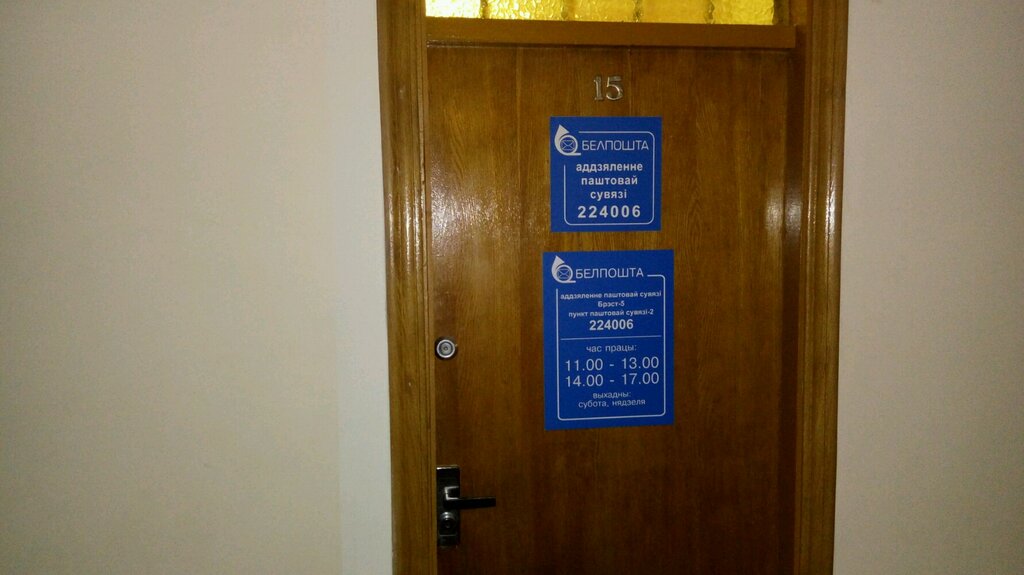 15
БЕЛПОШТА
аддзяленне
паштовай
сувязі
224006
БЕЛПОШТА
аддзяленне паштовай сувязі
Брэст-5
пункт паштовай сувязі-2
224006
час працы:
11.00 - 13.00
14.00 - 17.00
выхадны:
субота, нядзеля